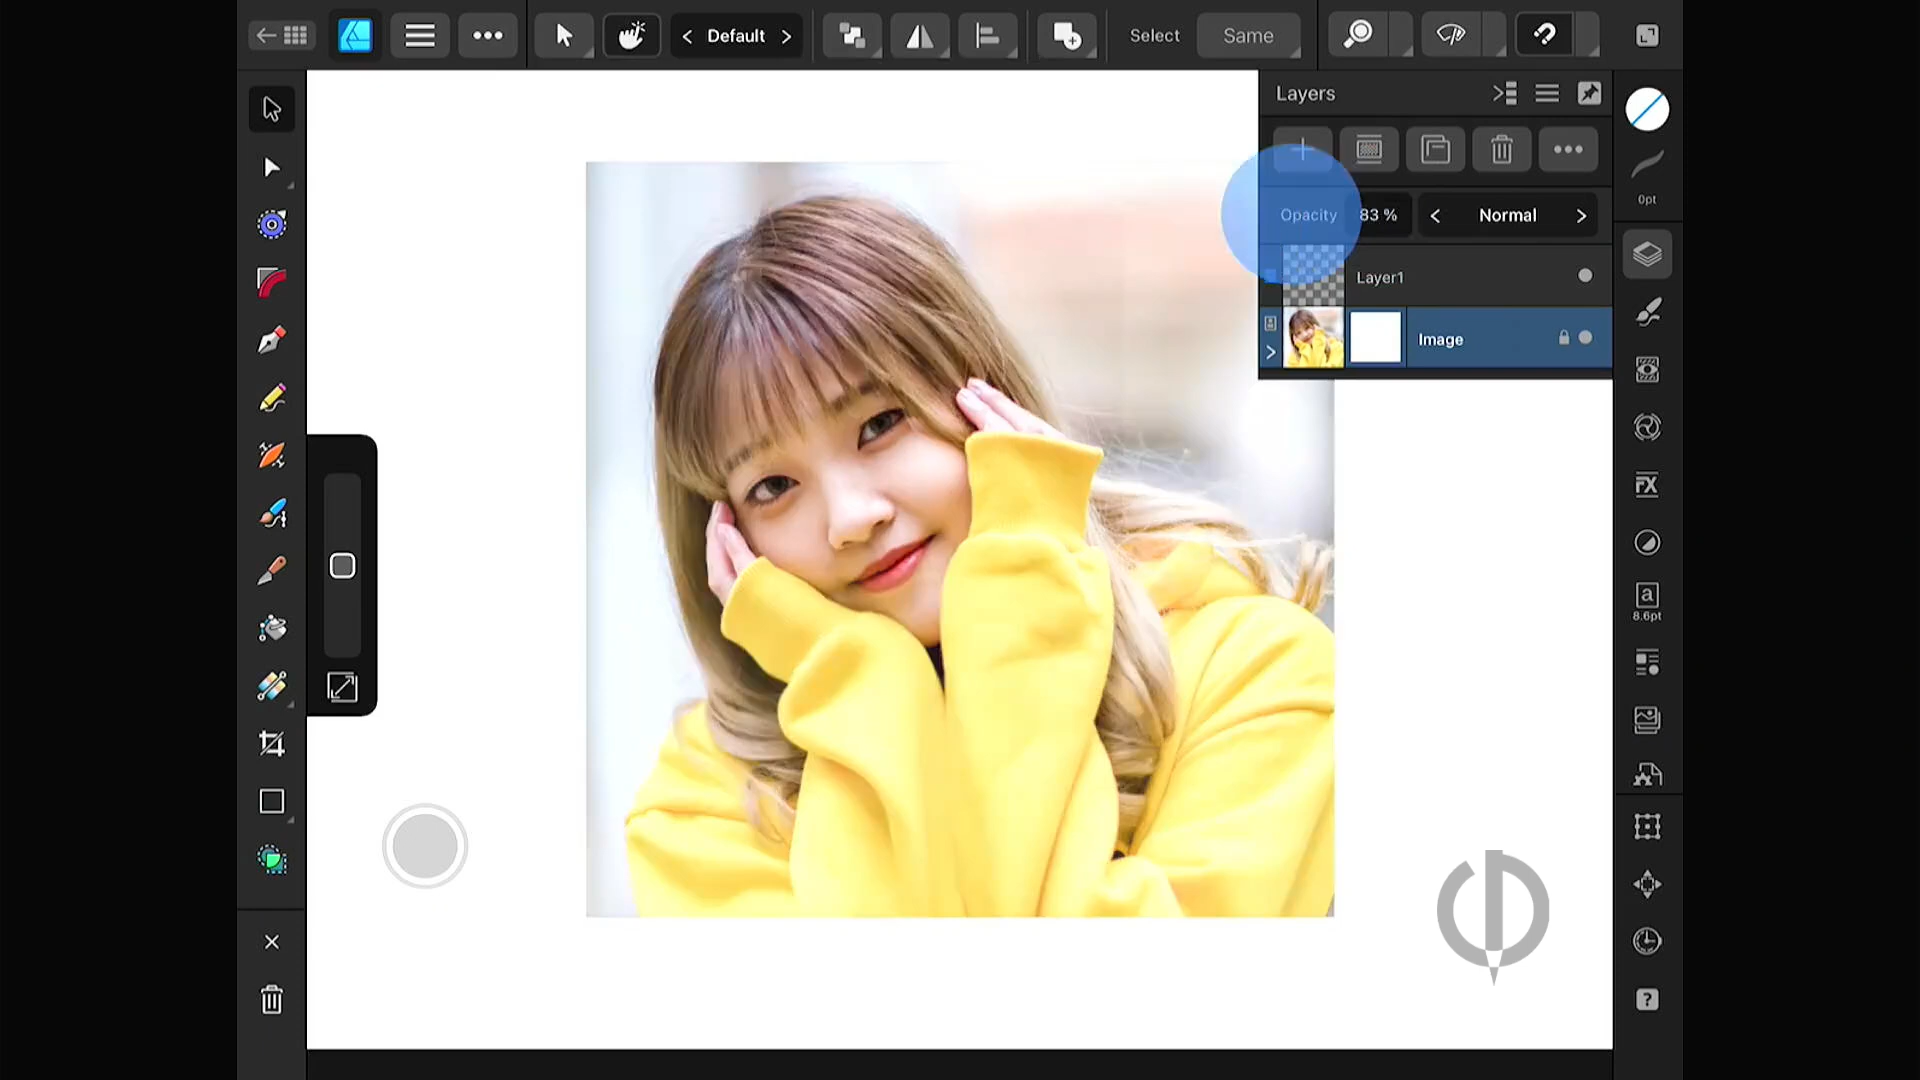 Default
Select
Same
Layers
Opacity 83 % < Normal >
Layer1
Image
0pt
FX
a
8.6pt
?